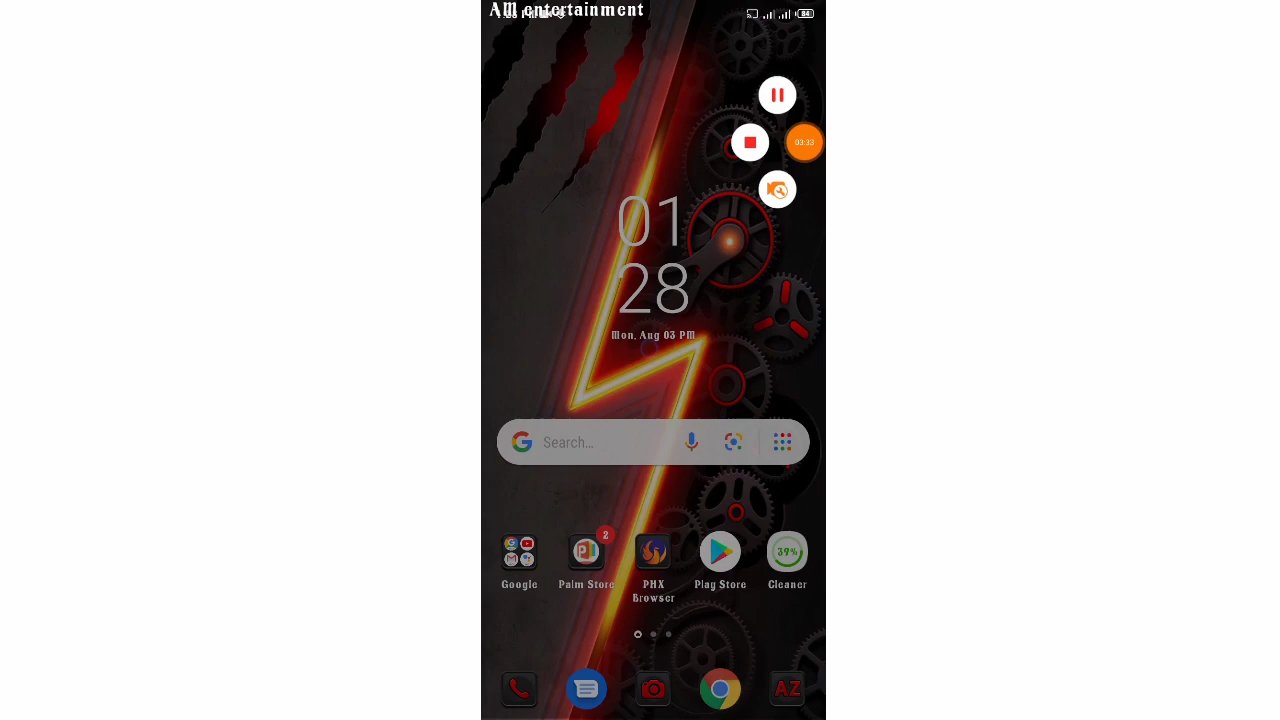 AM entertainment
84
03:33
01
28
Mon, Aug 03 PM
Search...
2
39%
Google
Palm Store
PHX
Browser
Play Store
Cleaner
AZ